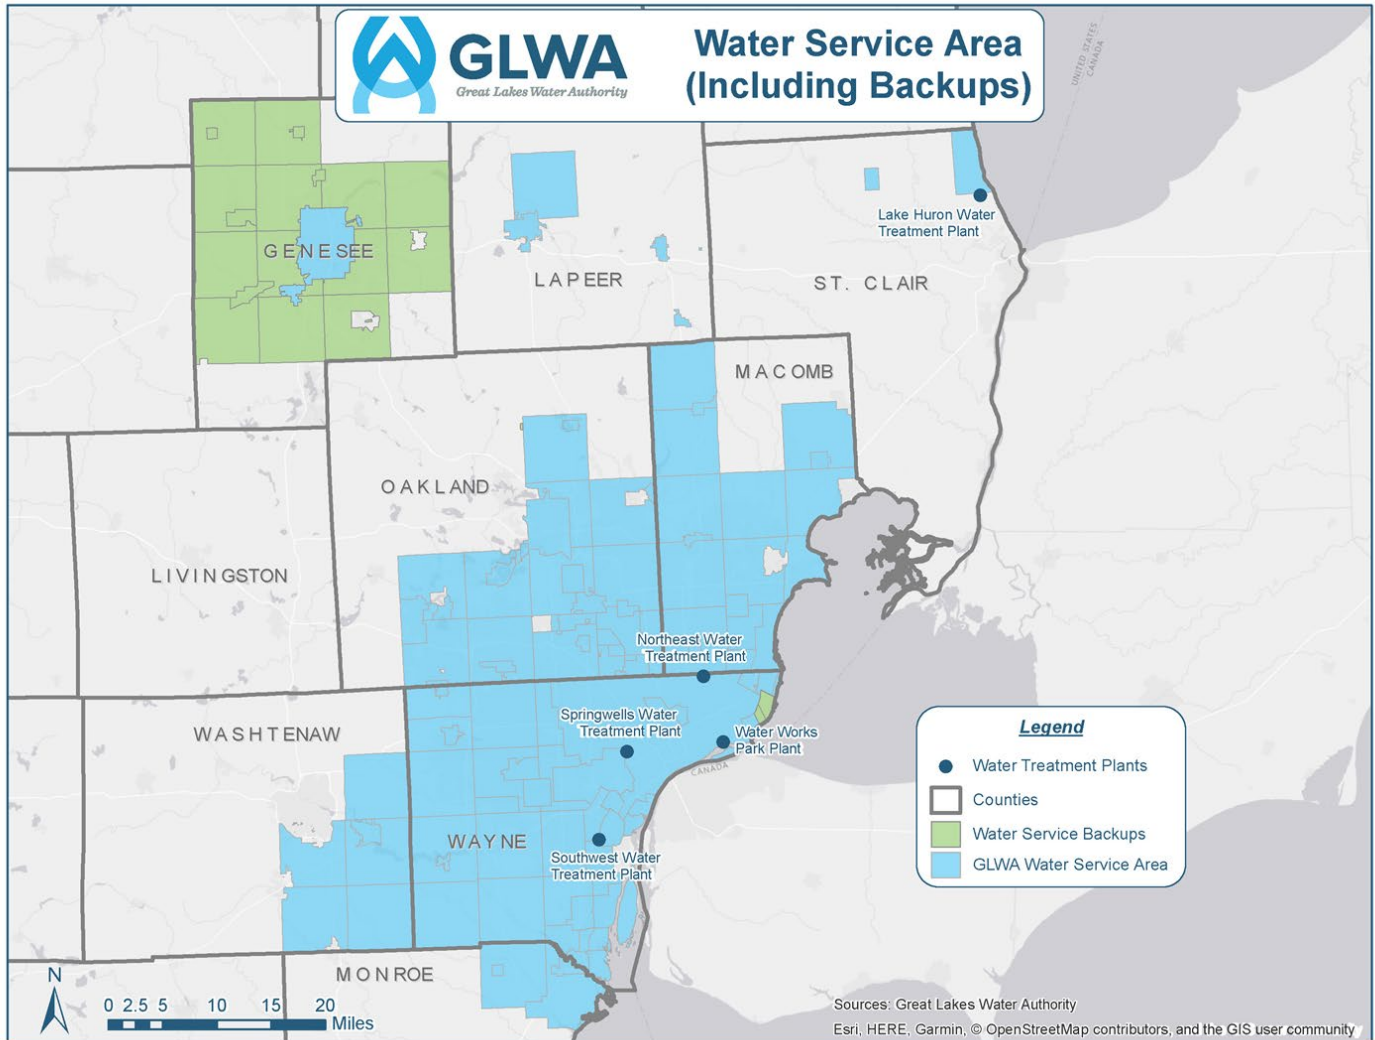 GLWA
Great Lakes Water Authority
Water Service Area
(Including Backups)
UNITED STATES
CANADA
Lake Huron Water
Treatment Plant
GENESEE
LAPEER
ST. CLAIR
MACOMB
OAKLAND
LIVINGSTON
Northeast Water
Treatment Plant
Springwells Water
Treatment Plant
Water Works
Park Plant
CANADA
WASHTENAW
WAYNE
Southwest Water
Treatment Plant
MONROE
Legend
Water Treatment Plants
Counties
Water Service Backups
GLWA Water Service Area
N
0 2.5 5 10 15 20
Miles
Sources: Great Lakes Water Authority
Esri, HERE, Garmin, © OpenStreetMap contributors, and the GIS user community